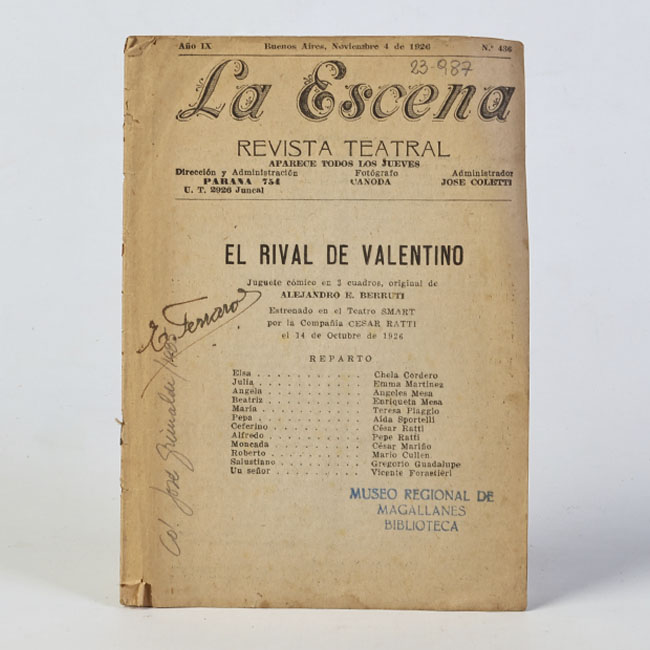 Año IX Buenos Aires, Noviembre 4 de 1926 N.º 436
23-987
La Escena
REVISTA TEATRAL
APARECE TODOS LOS JUEVES
Dirección y Administración Fotógrafo Administrador
PARANA 754 CANODA JOSE COLETTI
U. T. 2926 Juncal
EL RIVAL DE VALENTINO
Juguete cómico en 3 cuadros, original de
ALEJANDRO E. BERRUTI
Estrenado en el Teatro SMART
por la Compañía CESAR RATTI
el 14 de Octubre de 1926
E. Ferraro
REPARTO
Elsa . . . . . . . . . . . . Chela Cordero
Julia . . . . . . . . . . . . Emma Martínez
Angela . . . . . . . . . . . . Angeles Mesa
Beatriz . . . . . . . . . . . . Enriqueta Mesa
María . . . . . . . . . . . . Teresa Piaggio
Pepa . . . . . . . . . . . . Aída Sportelli
Ceferino . . . . . . . . . . . . César Ratti
Alfredo . . . . . . . . . . . . Pepe Ratti
Moncada . . . . . . . . . . . . César Mariño
Roberto . . . . . . . . . . . . Mario Cullen
Salustiano . . . . . . . . . . . . Gregorio Guadalupe
Un señor . . . . . . . . . . . . Vicente Forastieri
MUSEO REGIONAL DE
MAGALLANES
BIBLIOTECA
Col. José Grimaldi